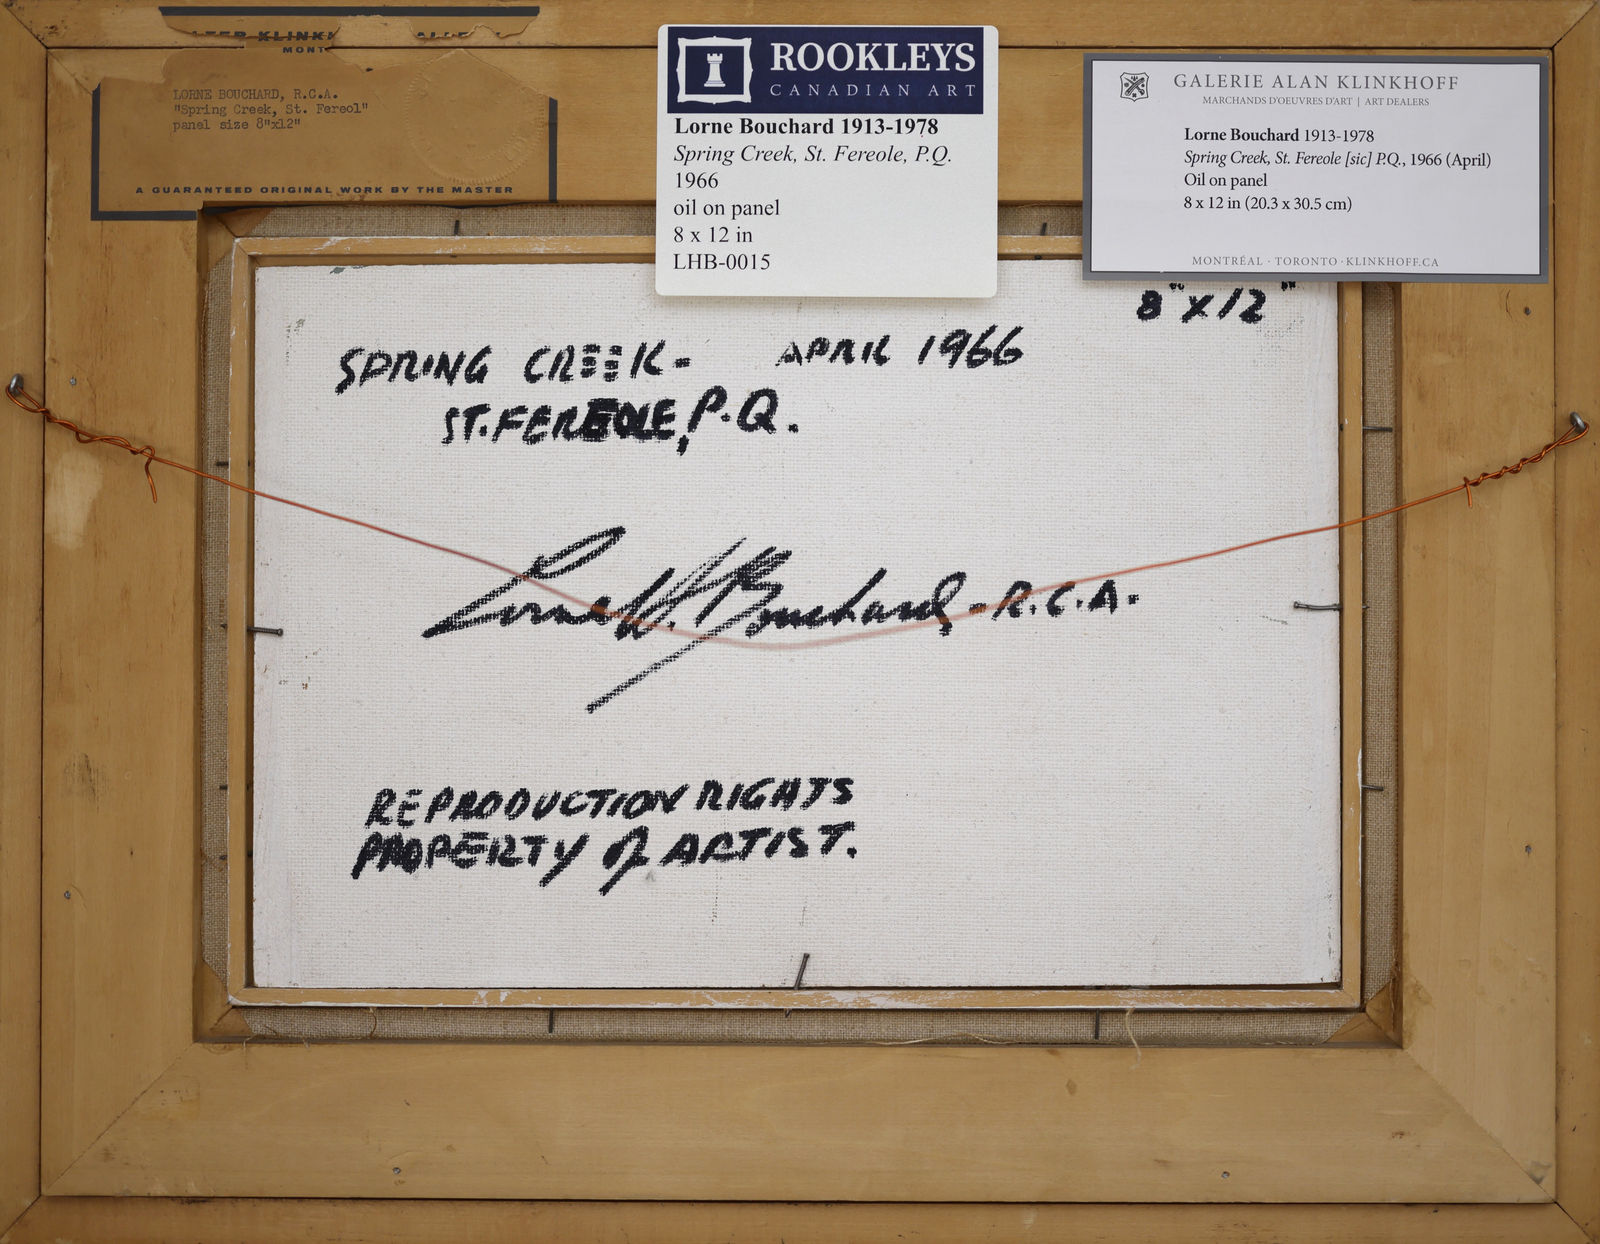 KLINKH
MONT
LORNE BOUCHARD, R.C.A.
"Spring Creek, St. Fereol"
panel size 8"x12"
A GUARANTEED ORIGINAL WORK BY THE MASTER
ROOKLEYS
CANADIAN ART
Lorne Bouchard 1913-1978
Spring Creek, St. Fereole, P.Q.
1966
oil on panel
8 x 12 in
LHB-0015
GALERIE ALAN KLINKHOFF
MARCHANDS D'OEUVRES D'ART | ART DEALERS
Lorne Bouchard 1913-1978
Spring Creek, St. Fereole [sic] P.Q., 1966 (April)
Oil on panel
8 x 12 in (20.3 x 30.5 cm)
MONTRÉAL · TORONTO · KLINKHOFF.CA
8" x 12"
SPRING CREEK - APRIL 1966
ST. FEREOLE, P.Q.
Lorne H. Bouchard, - R.C.A.
REPRODUCTION RIGHTS
PROPERTY of ARTIST.